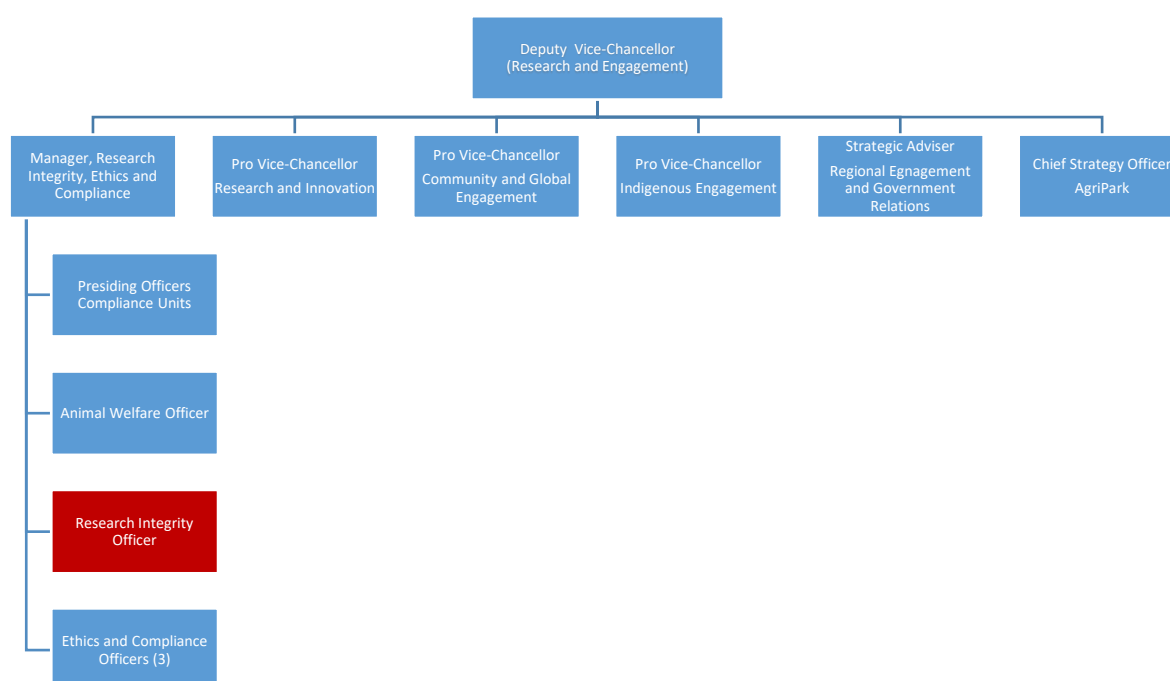 Deputy Vice-Chancellor
(Research and Engagement)
Manager, Research
Integrity, Ethics and
Compliance
Pro Vice-Chancellor
Research and Innovation
Pro Vice-Chancellor
Community and Global
Engagement
Pro Vice-Chancellor
Indigenous Engagement
Strategic Adviser
Regional Egnagement
and Government
Relations
Chief Strategy Officer
AgriPark
Presiding Officers
Compliance Units
Animal Welfare Officer
Research Integrity
Officer
Ethics and Compliance
Officers (3)